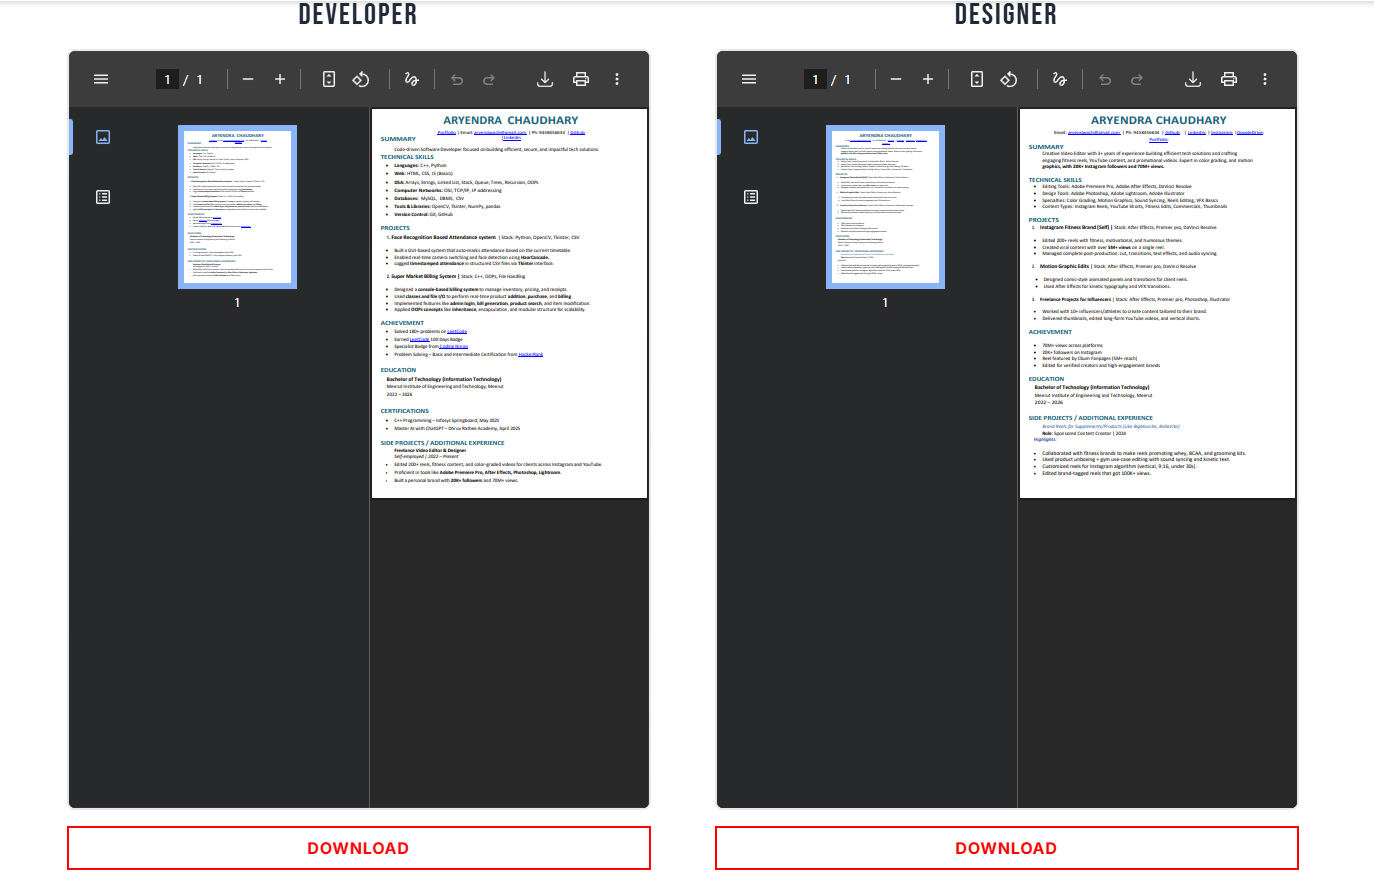 DEVELOPER
1 / 1
1
ARYENDRA CHAUDHARY
Portfolio | Email: | Ph: 9458656634 | Github
| Linkedin
SUMMARY
Code-driven Software Developer focused on building efficient, secure, and impactful tech solutions.
TECHNICAL SKILLS
Languages: C++, Python
Web: HTML, CSS, JS (Basics)
DSA: Arrays, Strings, Linked List, Stack, Queue, Trees, Recursion, OOPs
Computer Networks: OSI, TCP/IP, IP addressing
Databases: MySQL, DBMS, CSV
Tools & Libraries: OpenCV, Tkinter, NumPy, pandas
Version Control: Git, GitHub
PROJECTS
1. Face Recognition Based Attendance system | Stack: Python, OpenCV, Tkinter, CSV
Built a GUI-based system that auto-marks attendance based on the current timetable.
Enabled real-time camera switching and face detection using HaarCascade.
Logged timestamped attendance in structured CSV files via Tkinter interface.
2. Super Market Billing System | Stack: C++, OOPs, File Handling
Designed a console-based billing system to manage inventory, pricing, and receipts.
Used classes and file I/O to perform real-time product addition, purchase, and billing.
Implemented features like admin login, bill generation, product search, and item modification.
Applied OOPs concepts like inheritance, encapsulation, and modular structure for scalability.
ACHIEVEMENT
Solved 180+ problems on LeetCode
Earned LeetCode 100 Days Badge
Specialist Badge from Coding Ninjas
Problem Solving – Basic and Intermediate Certification from HackerRank
EDUCATION
Bachelor of Technology (Information Technology)
Meerut Institute of Engineering and Technology, Meerut
2022 – 2026
CERTIFICATIONS
C++ Programming – Infosys Springboard, May 2025
Master AI with ChatGPT – Dhruv Rathee Academy, April 2025
SIDE PROJECTS / ADDITIONAL EXPERIENCE
Freelance Video Editor & Designer
Self-employed | 2022 – Present
Edited 200+ reels, fitness content, and color-graded videos for clients across Instagram and YouTube.
Proficient in tools like Adobe Premiere Pro, After Effects, Photoshop, Lightroom.
Built a personal brand with 20K+ followers and 70M+ views.
DOWNLOAD
DESIGNER
1 / 1
1
ARYENDRA CHAUDHARY
Email: | Ph: 9458656634 | Github | Linkedin | Instagram | GoogleDrive
Portfolio
SUMMARY
Creative Video Editor with 3+ years of experience building efficient tech solutions and crafting
engaging fitness reels, YouTube content, and promotional videos. Expert in color grading, and motion
graphics, with 20K+ Instagram followers and 70M+ views.
TECHNICAL SKILLS
Editing Tools: Adobe Premiere Pro, Adobe After Effects, DaVinci Resolve
Design Tools: Adobe Photoshop, Adobe Lightroom, Adobe Illustrator
Specialties: Color Grading, Motion Graphics, Sound Syncing, Reels Editing, VFX Basics
Content Types: Instagram Reels, YouTube Shorts, Fitness Edits, Commercials, Thumbnails
PROJECTS
1. Instagram Fitness Brand (Self) | Stack: After Effects, Premier pro, DaVinci Resolve
Edited 200+ reels with fitness, motivational, and humorous themes.
Created viral content with over 5M+ views on a single reel.
Managed complete post-production: cut, transitions, text effects, and audio syncing.
2. Motion Graphic Edits | Stack: After Effects, Premier pro, DaVinci Resolve
Designed comic-style animated panels and transitions for client reels.
Used After Effects for kinetic typography and VFX transitions.
3. Freelance Projects for Influencers | Stack: After Effects, Premier pro, Photoshop, Illustrator
Worked with 10+ influencers/athletes to create content tailored to their brand.
Delivered thumbnails, edited long-form YouTube videos, and vertical shorts.
ACHIEVEMENT
70M+ views across platforms
20K+ followers on Instagram
Reel featured by Cbum Fanpages (5M+ reach)
Edited for verified creators and high-engagement brands
EDUCATION
Bachelor of Technology (Information Technology)
Meerut Institute of Engineering and Technology, Meerut
2022 – 2026
SIDE PROJECTS / ADDITIONAL EXPERIENCE
Brand Reels for Supplements/Products (Like BigMuscles, Bellavita)
Role: Sponsored Content Creator | 2024
Highlights:
Collaborated with fitness brands to make reels promoting whey, BCAA, and grooming kits.
Used product unboxing + gym use-case editing with sound syncing and kinetic text.
Customized reels for Instagram algorithm (vertical, 9:16, under 30s).
Edited brand-tagged reels that got 100K+ views.
DOWNLOAD